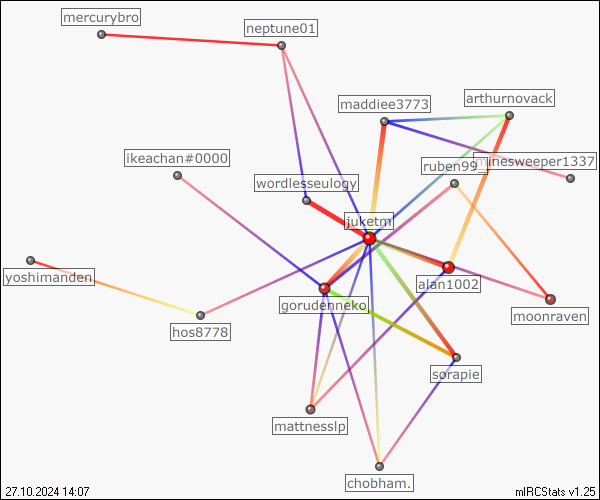 mercurybro
neptune01
maddiee3773
arthurnovack
ikeachan#0000
ruben99_
minesweeper1337
wordlesseulogy
juketm
yoshimanden
alan1002
gorudenneko
moonraven
hos8778
sorapie
mattnesslp
chobham.
27.10.2024 14:07
mIRCStats v1.25